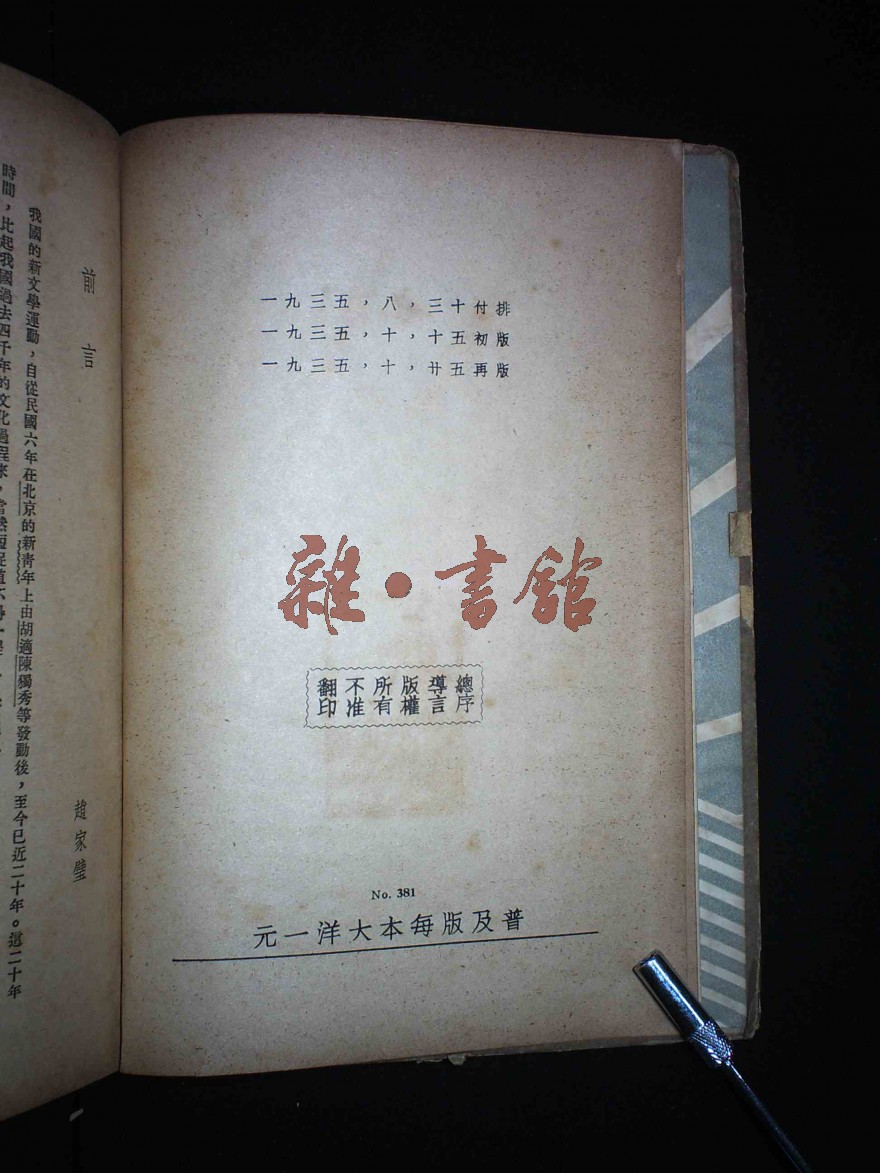 一九三五，八，三十付排
一九三五，十，十五初版
一九三五，十，廿五再版
雜·書館
總序
導言
版權
所有
不准
翻印
No. 381
普及版每本大洋一元
前言
趙家璧
我國的新文學運動，自從民國六年在北京的新青年上由胡適陳獨秀等發動後，至今已近二十年。這二十年
時間，比起我國過去四千年的文化過程來，當然短促